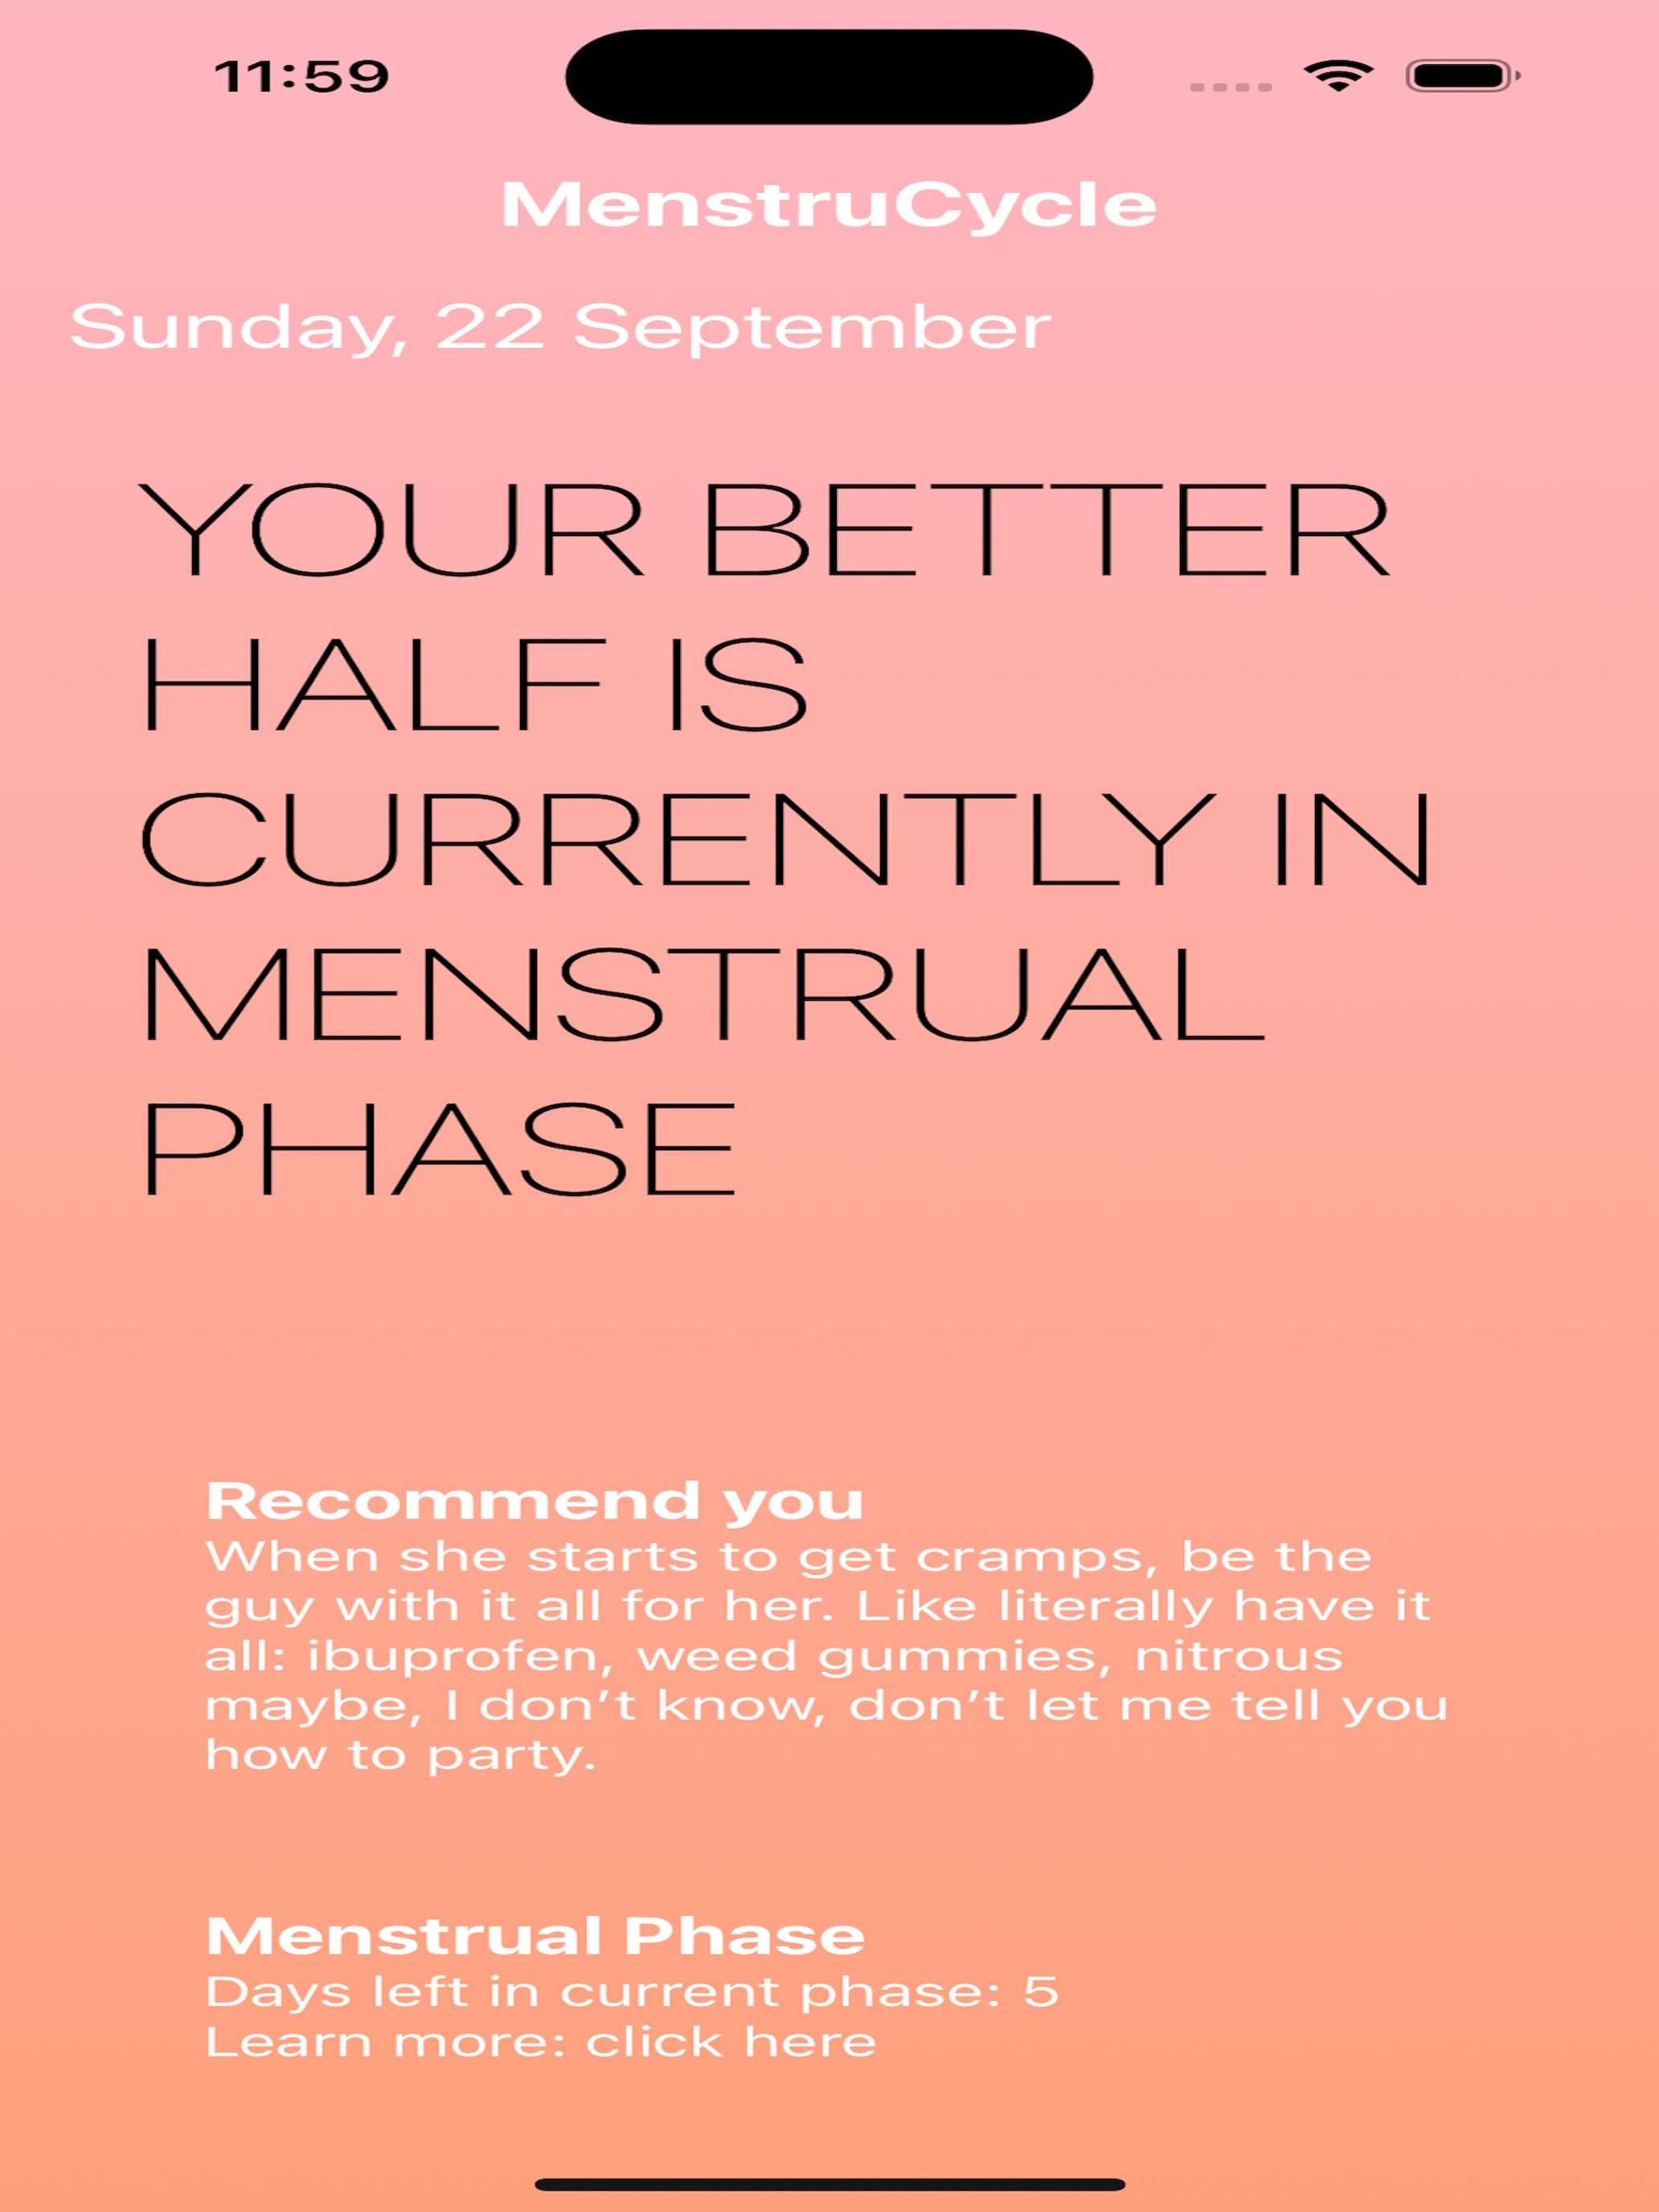 11:59
MenstruCycle
Sunday, 22 September
YOUR BETTER
HALF IS
CURRENTLY IN
MENSTRUAL
PHASE
Recommend you
When she starts to get cramps, be the
guy with it all for her. Like literally have it
all: ibuprofen, weed gummies, nitrous
maybe, I don’t know, don’t let me tell you
how to party.
Menstrual Phase
Days left in current phase: 5
Learn more: click here